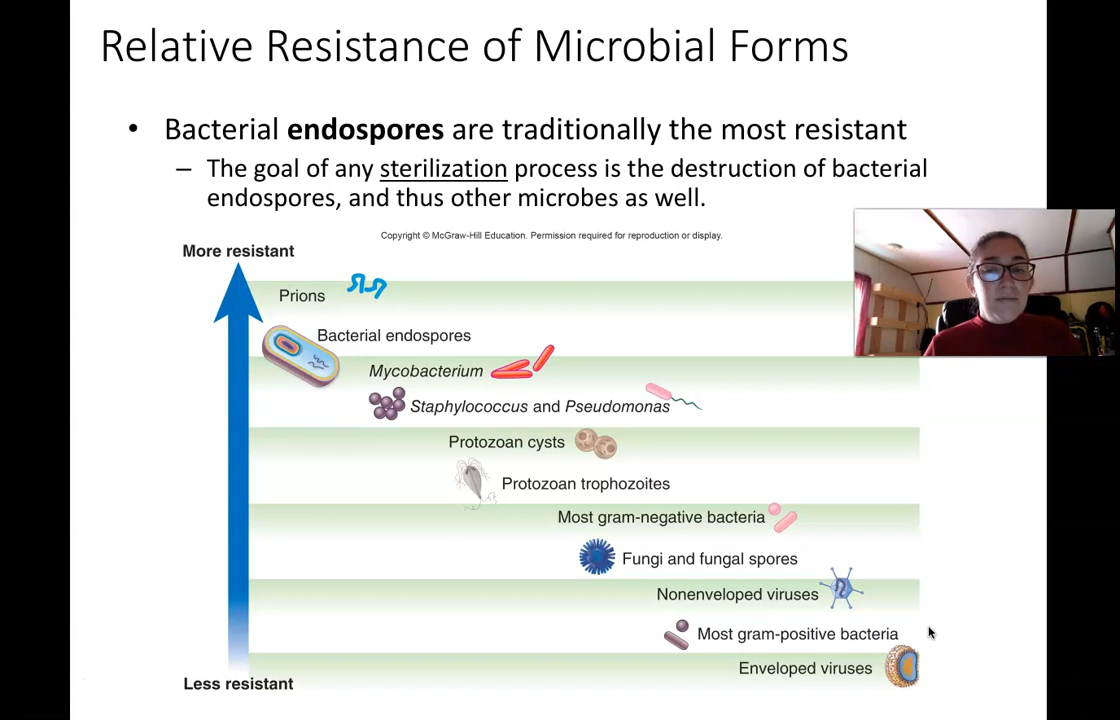 Relative Resistance of Microbial Forms
• Bacterial endospores are traditionally the most resistant
– The goal of any sterilization process is the destruction of bacterial
endospores, and thus other microbes as well.
Copyright © McGraw-Hill Education. Permission required for reproduction or display.
More resistant
Prions
Bacterial endospores
Mycobacterium
Staphylococcus and Pseudomonas
Protozoan cysts
Protozoan trophozoites
Most gram-negative bacteria
Fungi and fungal spores
Nonenveloped viruses
Most gram-positive bacteria
Enveloped viruses
Less resistant